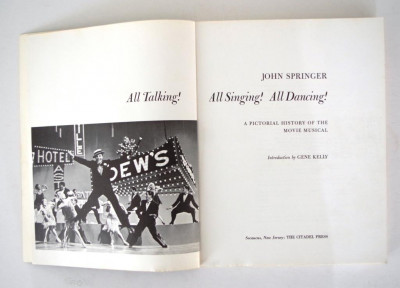 All Talking!
HOTEL
OEW'S
JOHN SPRINGER
All Singing! All Dancing!
A PICTORIAL HISTORY OF THE
MOVIE MUSICAL
Introduction by GENE KELLY
Secaucus, New Jersey: THE CITADEL PRESS